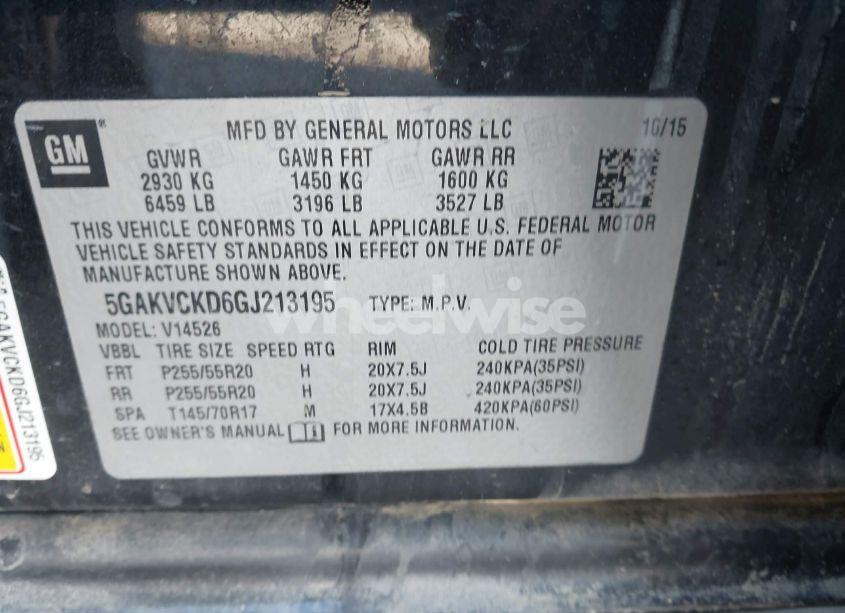 GM
MFD BY GENERAL MOTORS LLC 10/15
GVWR GAWR FRT GAWR RR
2930 KG 1450 KG 1600 KG
6459 LB 3196 LB 3527 LB
THIS VEHICLE CONFORMS TO ALL APPLICABLE U.S. FEDERAL MOTOR
VEHICLE SAFETY STANDARDS IN EFFECT ON THE DATE OF
MANUFACTURE SHOWN ABOVE.
5GAKVCKD6GJ213195 TYPE: M.P.V.
MODEL: V14526
VBBL TIRE SIZE SPEED RTG RIM COLD TIRE PRESSURE
FRT P255/55R20 H 20X7.5J 240KPA(35PSI)
RR P255/55R20 H 20X7.5J 240KPA(35PSI)
SPA T145/70R17 M 17X4.5B 420KPA(60PSI)
SEE OWNER'S MANUAL FOR MORE INFORMATION.
5GAKVCKD6GJ213195
wheelwise